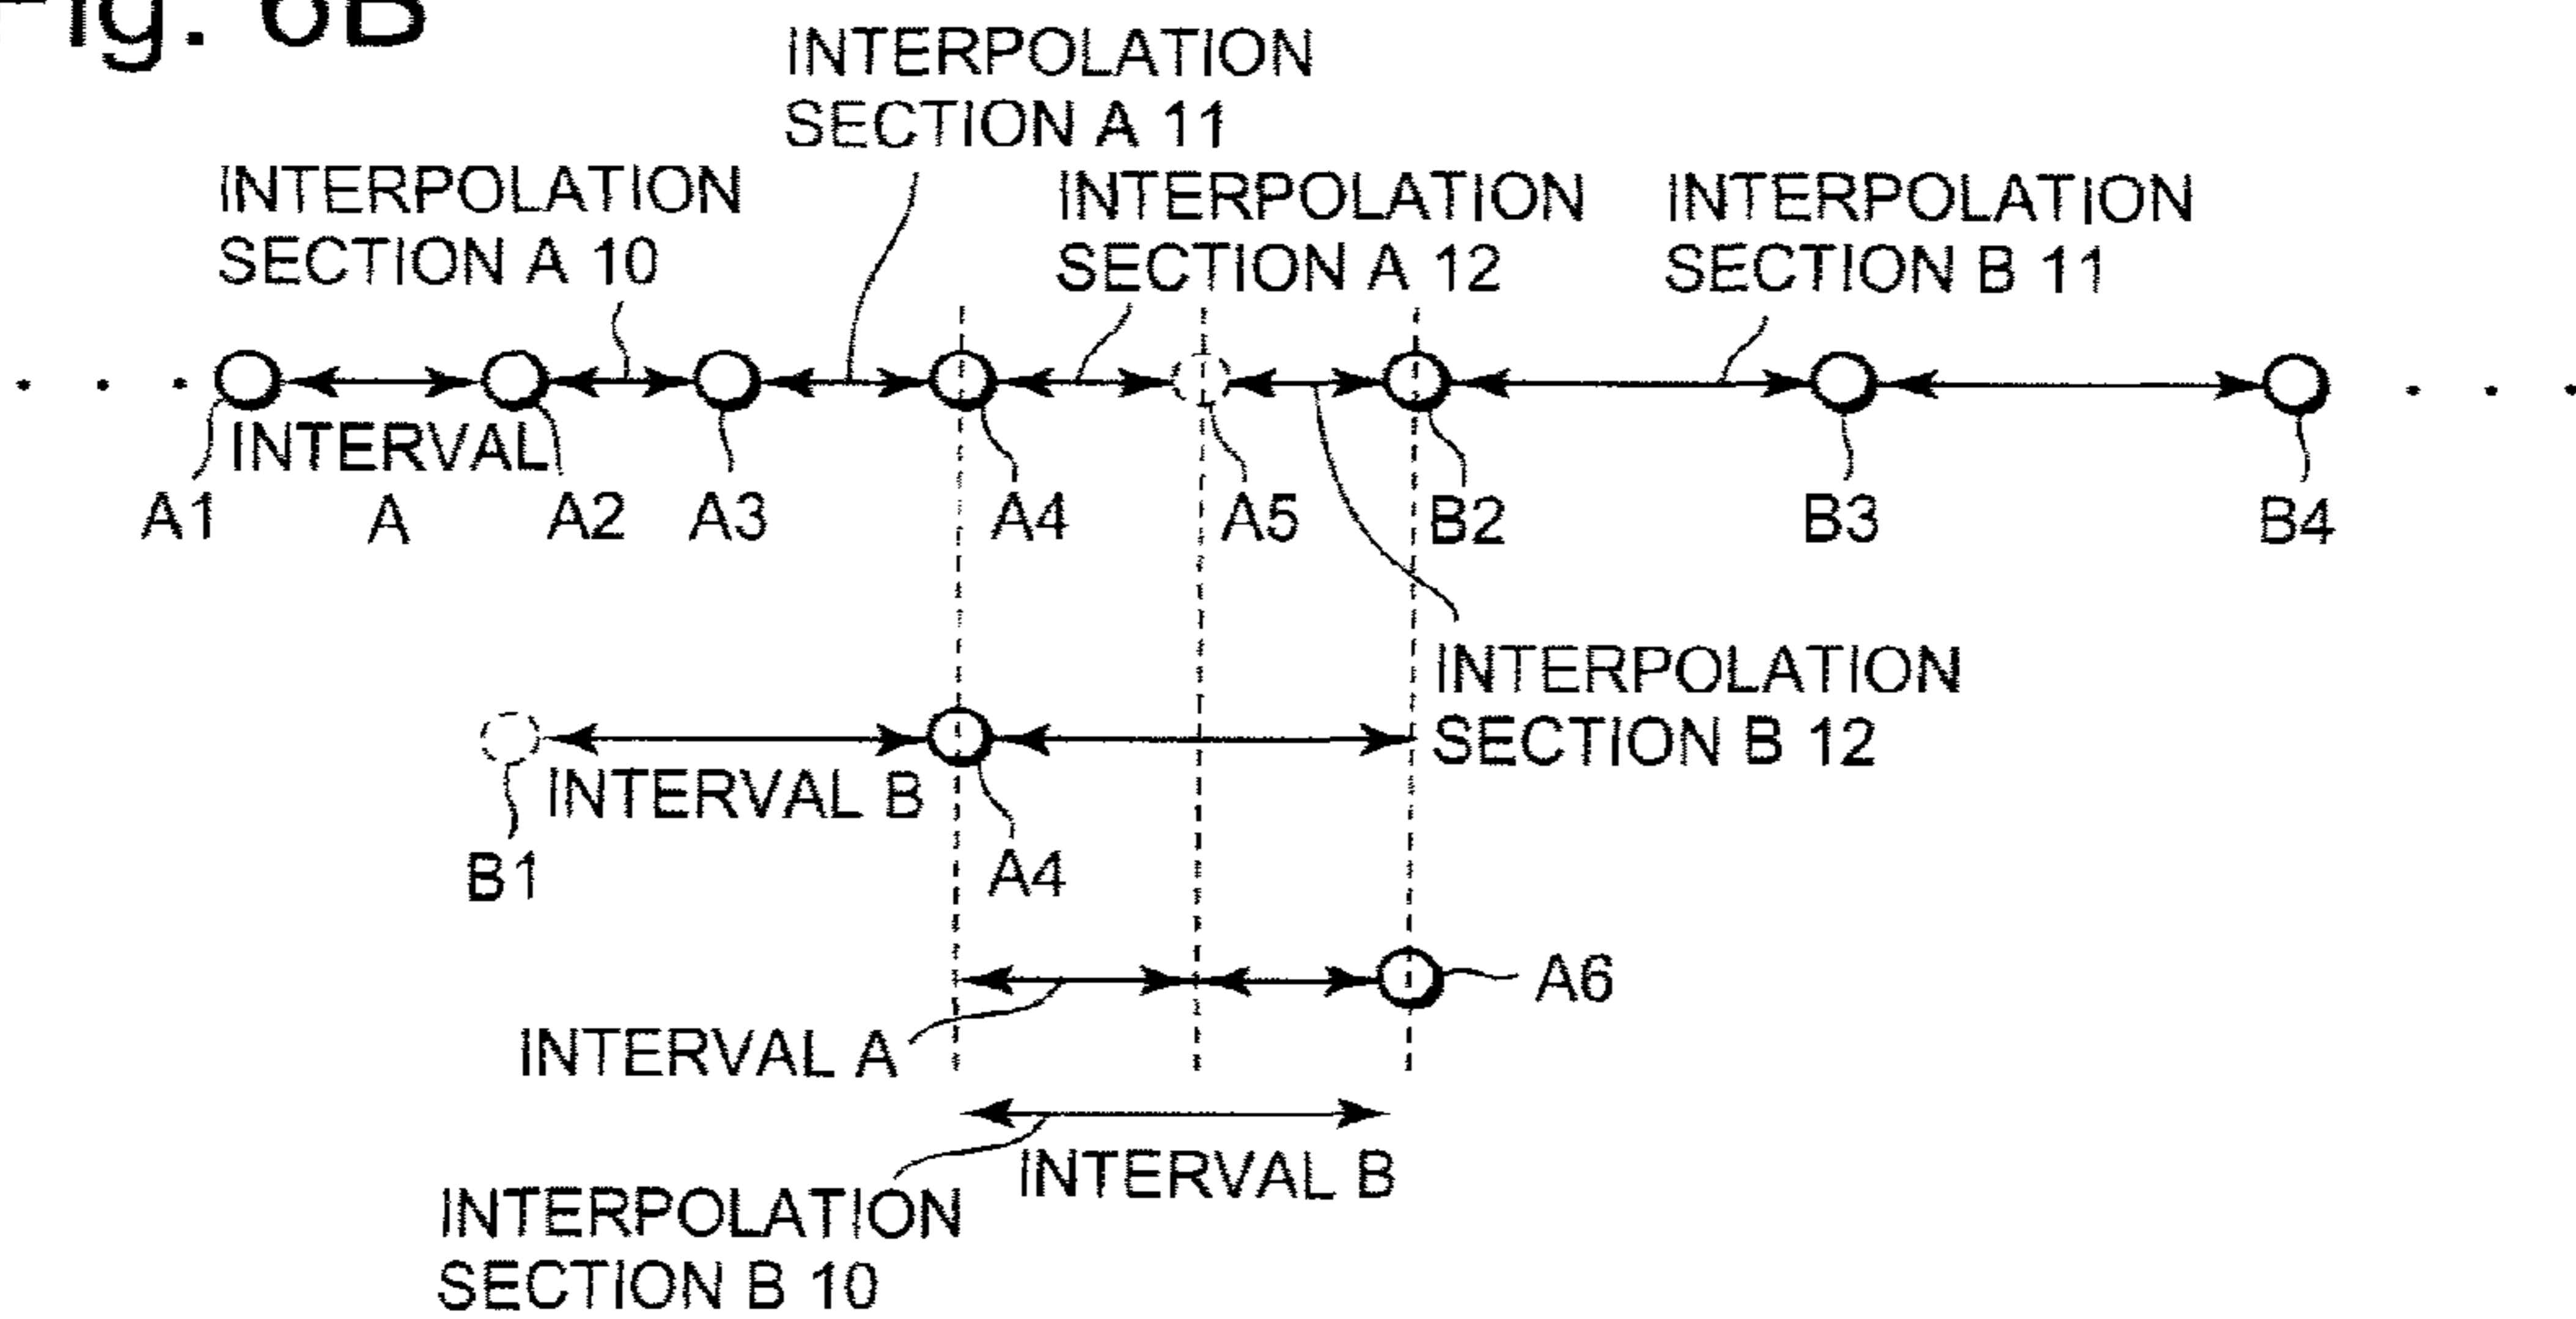 Fig. 6B
INTERPOLATION
SECTION A 11
INTERPOLATION
SECTION A 10
INTERPOLATION
SECTION A 12
INTERPOLATION
SECTION B 11
INTERVAL
A
A1
A2
A3
A4
A5
B2
B3
B4
INTERPOLATION
SECTION B 12
INTERVAL B
B1
A4
A6
INTERVAL A
INTERVAL B
INTERPOLATION
SECTION B 10